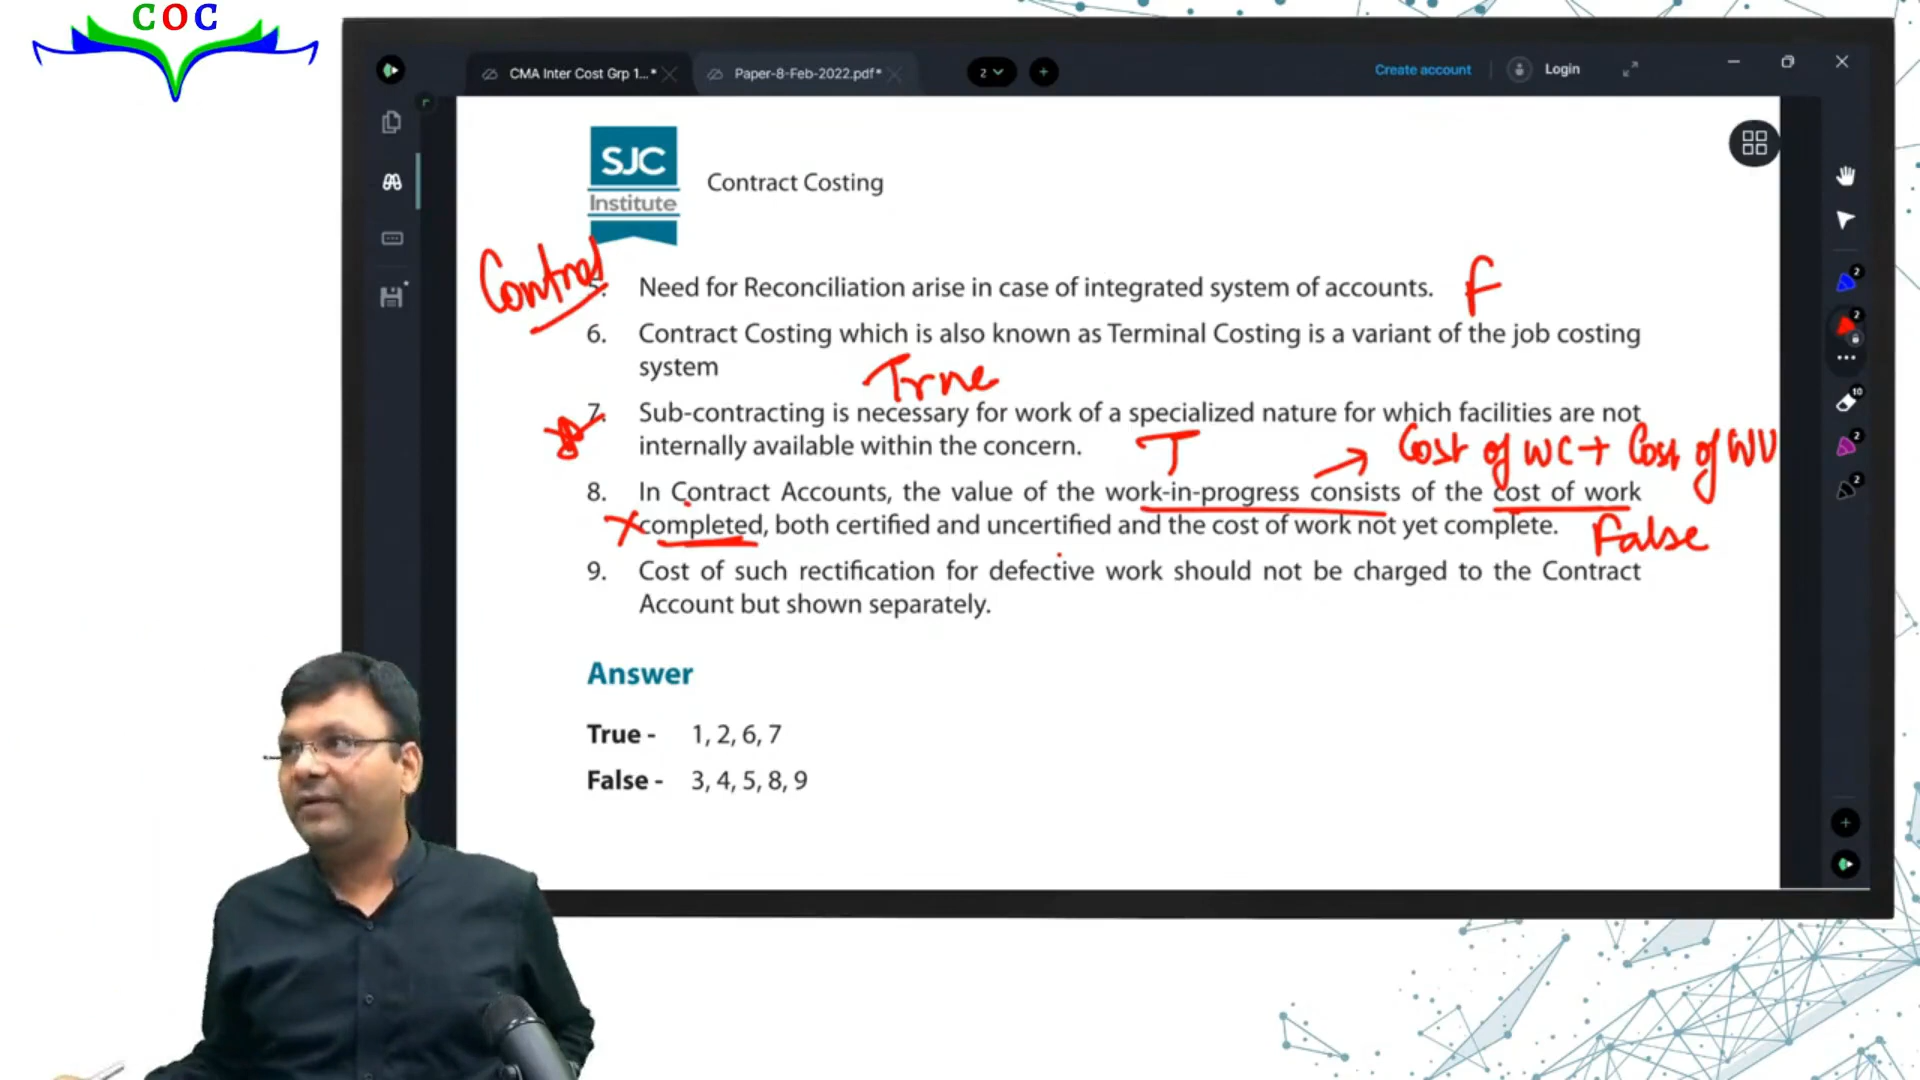 COC
CMA Inter Cost Grp 1... *
Paper-8-Feb-2022.pdf *
2
Create account
Login
SJC
Institute
Contract Costing
Control
5. Need for Reconciliation arise in case of integrated system of accounts. F
6. Contract Costing which is also known as Terminal Costing is a variant of the job costing
system
True
7. Sub-contracting is necessary for work of a specialized nature for which facilities are not
internally available within the concern. T
Cost of WC + Cost of WU
8. In Contract Accounts, the value of the work-in-progress consists of the cost of work
completed, both certified and uncertified and the cost of work not yet complete. False
9. Cost of such rectification for defective work should not be charged to the Contract
Account but shown separately.
Answer
True - 1, 2, 6, 7
False - 3, 4, 5, 8, 9
2
2
10
2
2